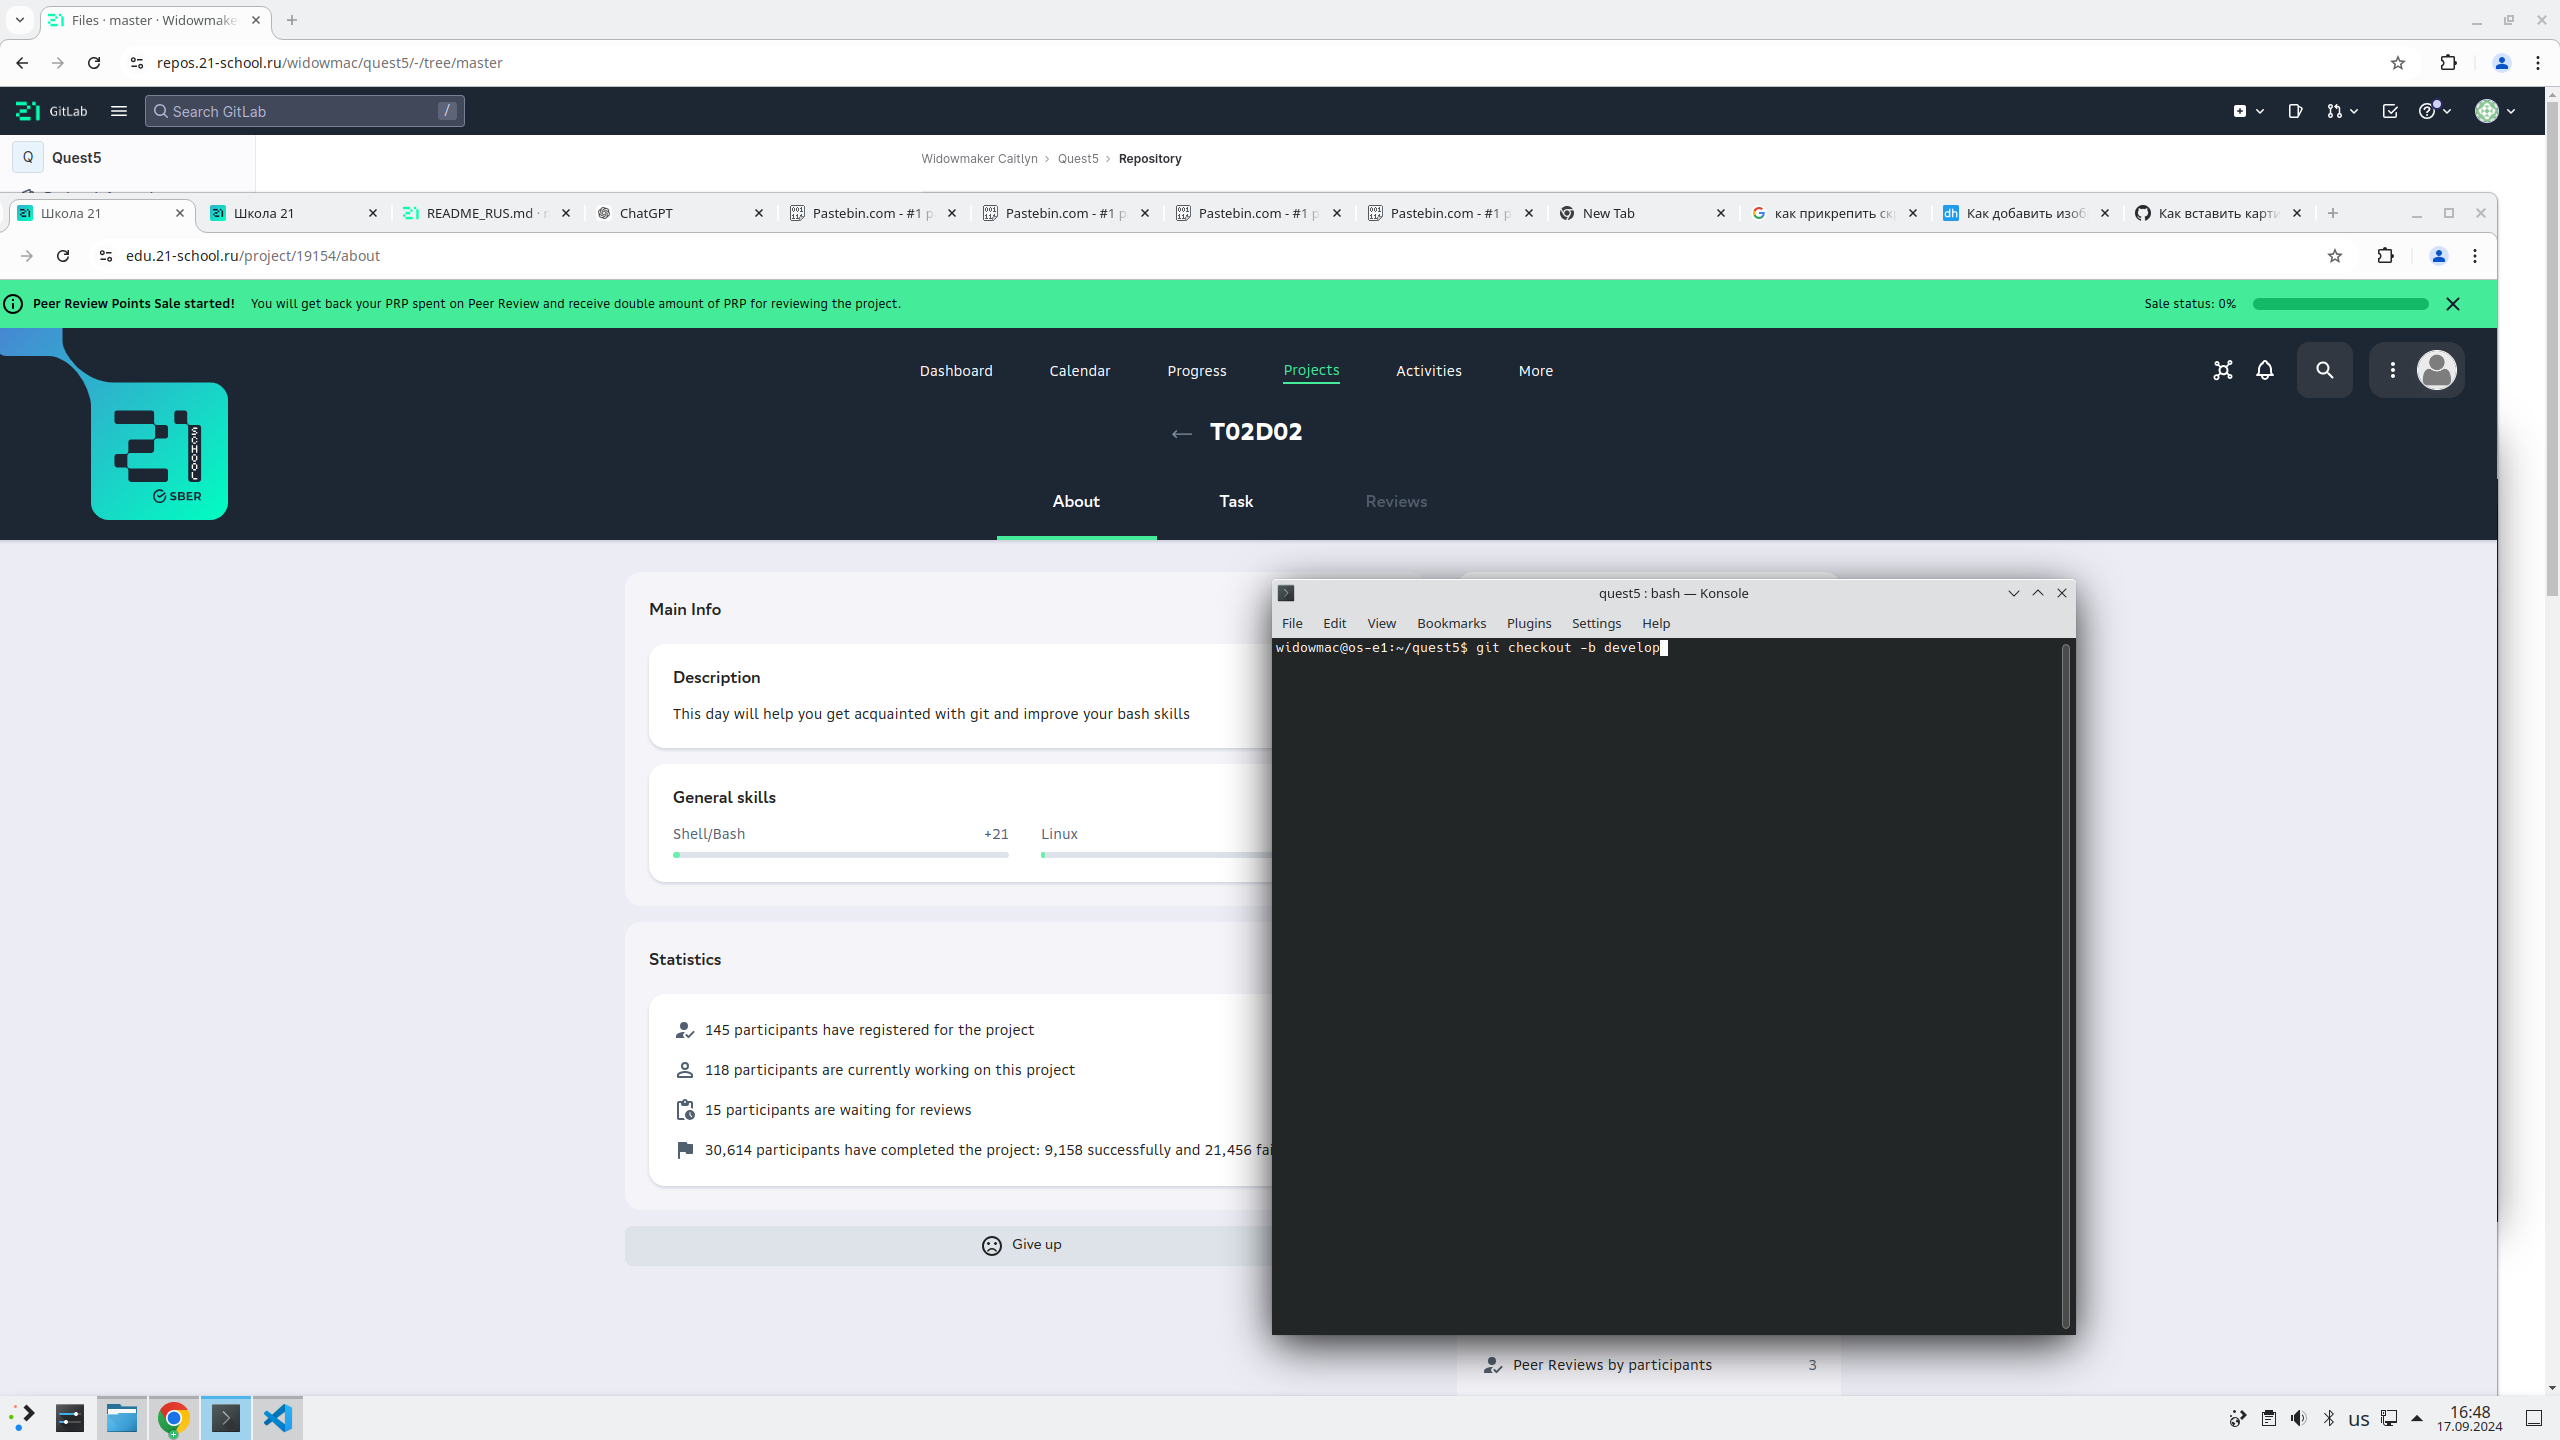 Files · master · Widowmake
repos.21-school.ru/widowmac/quest5/-/tree/master
GitLab
Search GitLab
/
Q
Quest5
Widowmaker Caitlyn › Quest5 › Repository
Школа 21
Школа 21
README_RUS.md ·
ChatGPT
Pastebin.com - #1 p
Pastebin.com - #1 p
Pastebin.com - #1 p
Pastebin.com - #1 p
New Tab
как прикрепить ск
dh
Как добавить изоб
Как вставить карти
edu.21-school.ru/project/19154/about
Peer Review Points Sale started!
You will get back your PRP spent on Peer Review and receive double amount of PRP for reviewing the project.
Sale status: 0%
21
SCHOOL
SBER
Dashboard
Calendar
Progress
Projects
Activities
More
← T02D02
About
Task
Reviews
Main Info
Description
This day will help you get acquainted with git and improve your bash skills
General skills
Shell/Bash
+21
Linux
Statistics
145 participants have registered for the project
118 participants are currently working on this project
15 participants are waiting for reviews
30,614 participants have completed the project: 9,158 successfully and 21,456 fai
Give up
quest5 : bash — Konsole
File
Edit
View
Bookmarks
Plugins
Settings
Help
widowmac@os-e1:~/quest5$ git checkout -b develop
Peer Reviews by participants
3
us
16:48
17.09.2024